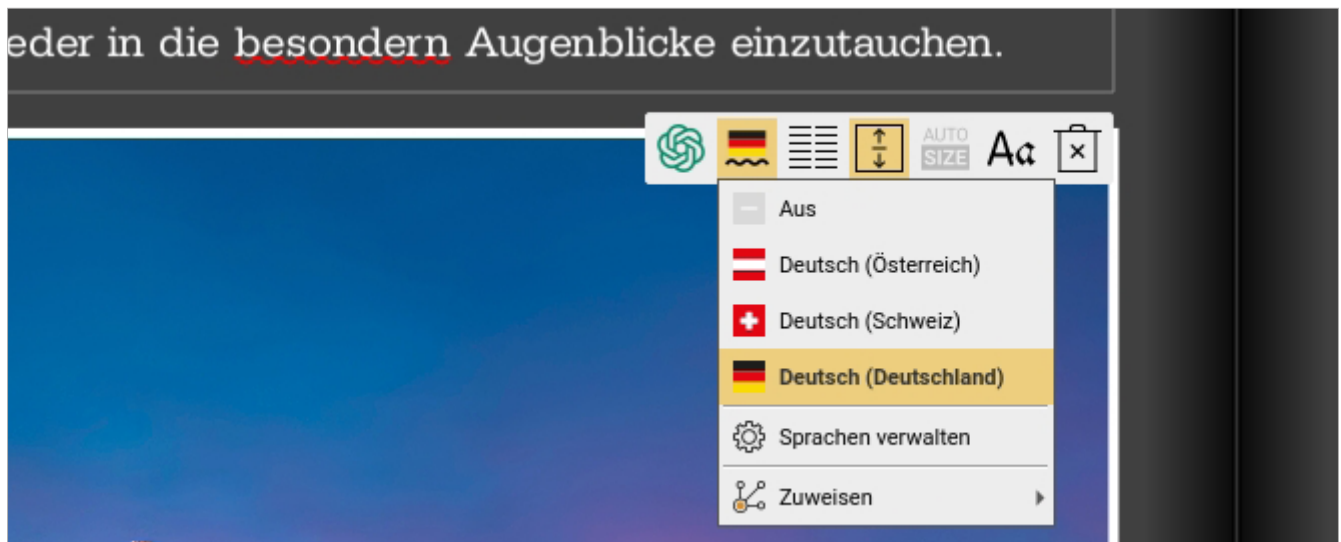 eder in die besondern Augenblicke einzutauchen.
AUTO
SIZE
Aa
Aus
Deutsch (Österreich)
Deutsch (Schweiz)
Deutsch (Deutschland)
Sprachen verwalten
Zuweisen